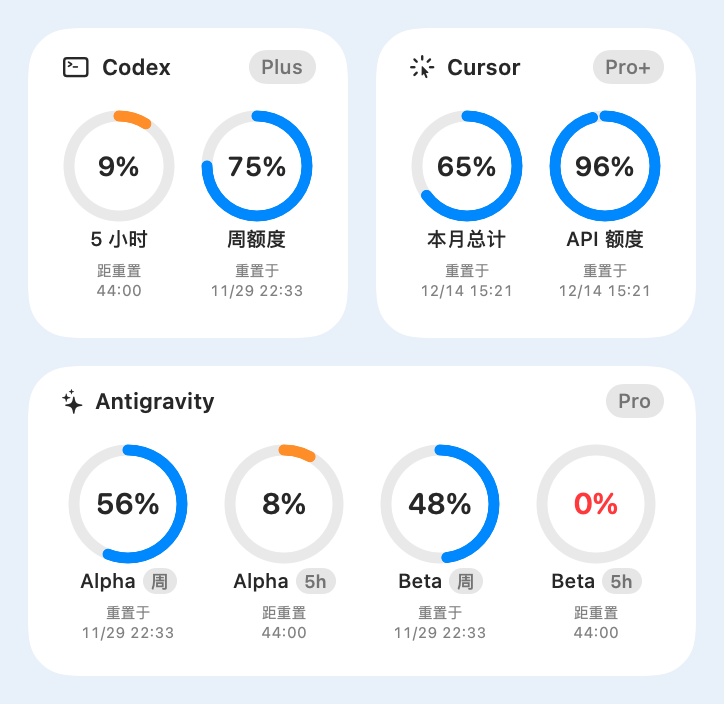 Codex
Plus
9%
75%
5 小时
周额度
距重置
重置于
44:00
11/29 22:33
Cursor
Pro+
65%
96%
本月总计
API 额度
重置于
重置于
12/14 15:21
12/14 15:21
Antigravity
Pro
56%
8%
48%
0%
Alpha 周
Alpha 5h
Beta 周
Beta 5h
重置于
距重置
重置于
距重置
11/29 22:33
44:00
11/29 22:33
44:00